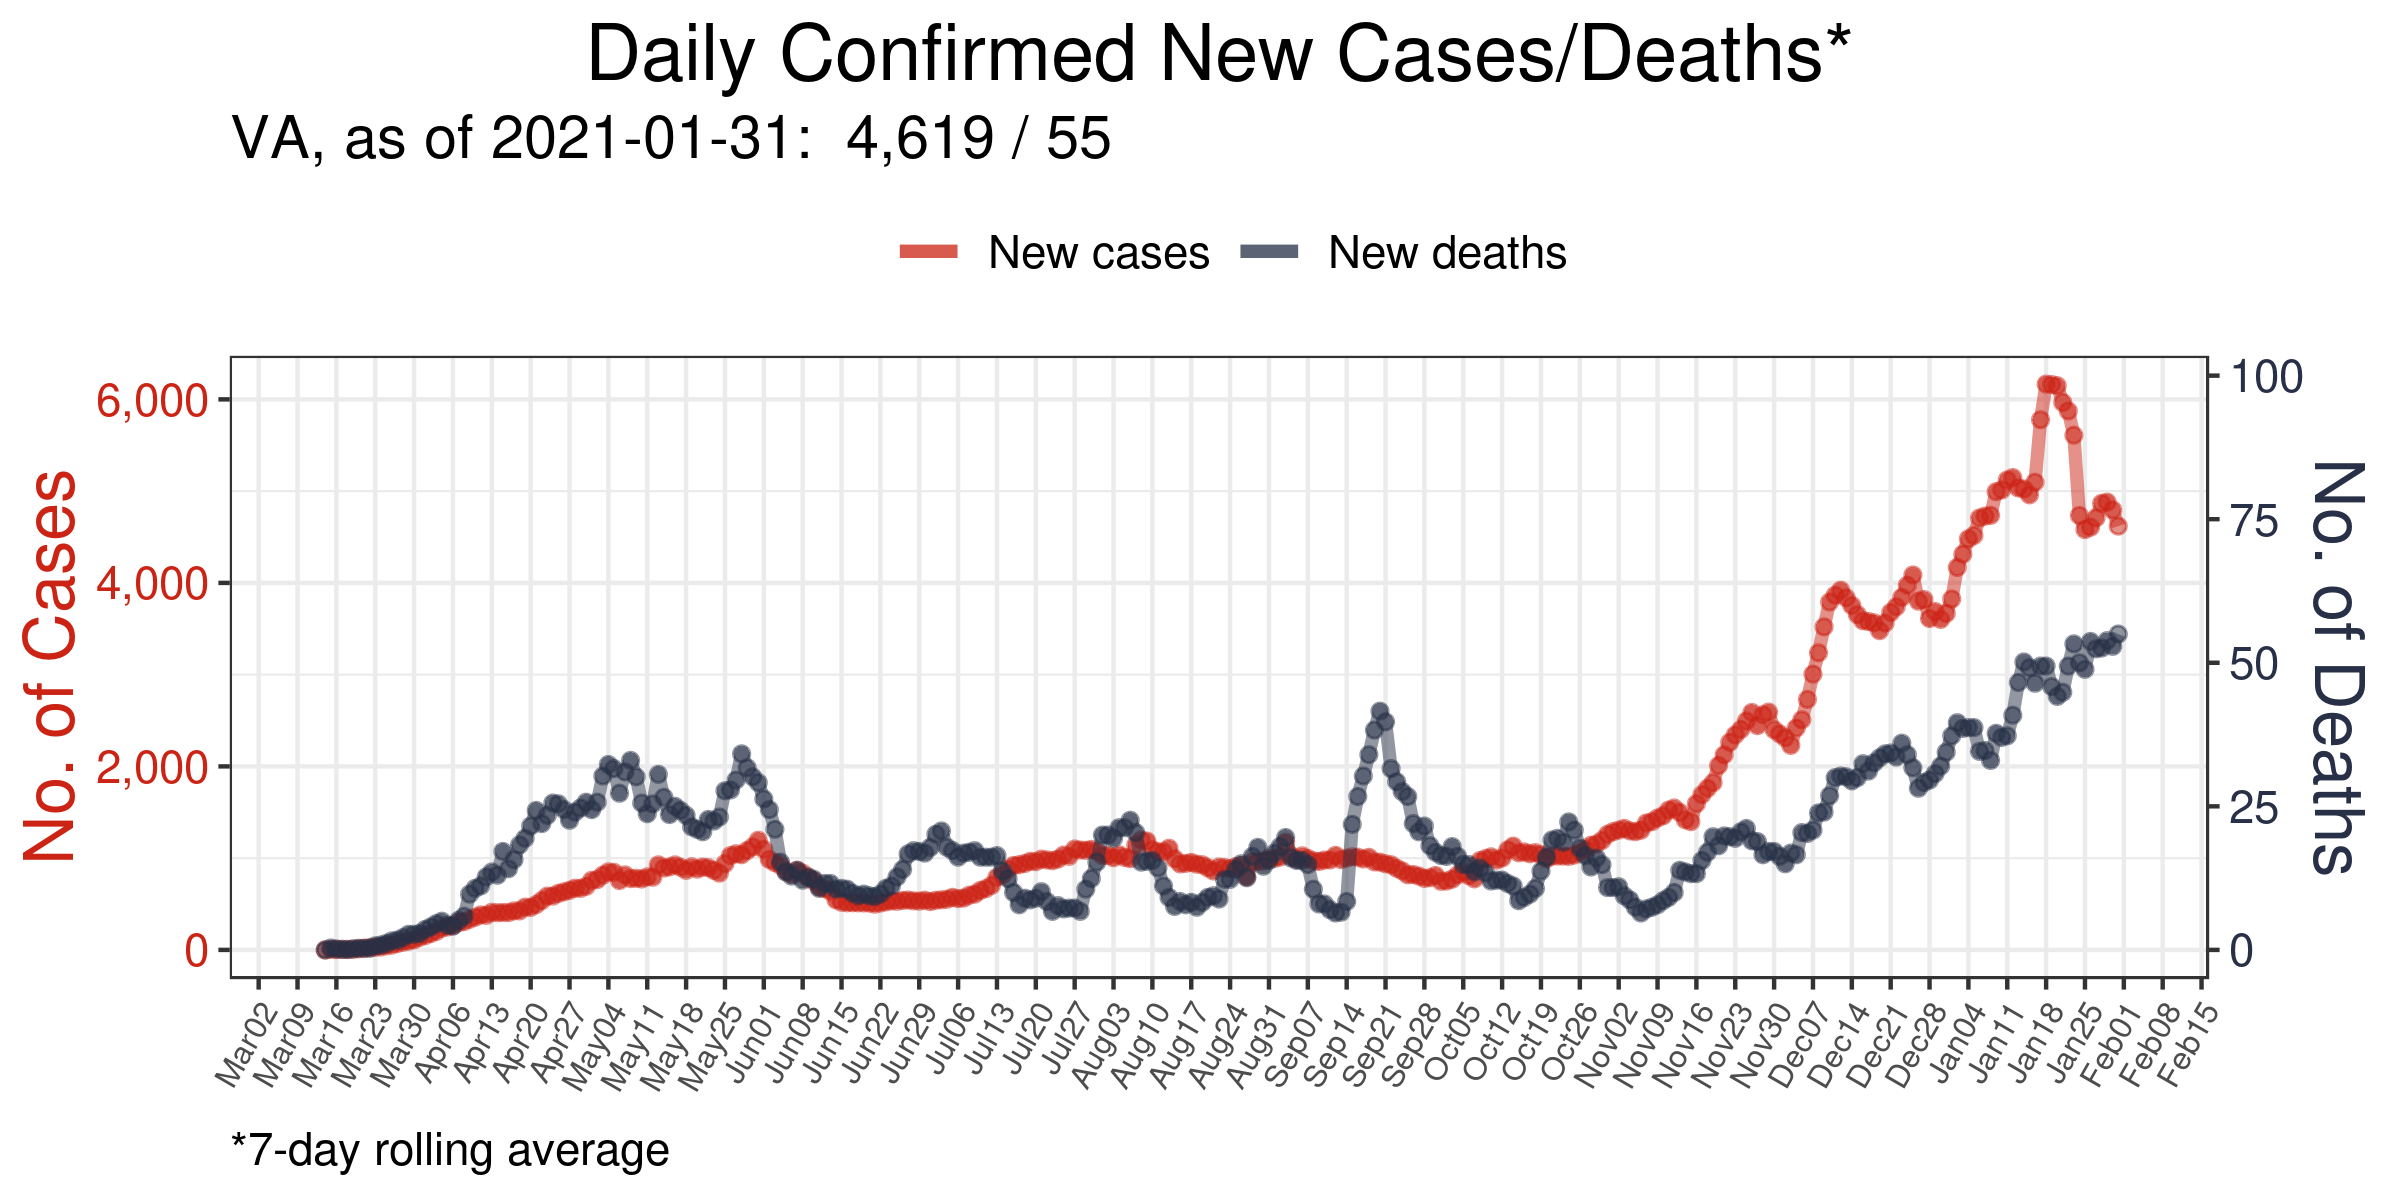 Daily Confirmed New Cases/Deaths*
VA, as of 2021-01-31:  4,619 / 55
New cases
New deaths
No. of Cases
6,000
4,000
2,000
0
100
75
50
25
0
No. of Deaths
Mar02
Mar09
Mar16
Mar23
Mar30
Apr06
Apr13
Apr20
Apr27
May04
May11
May18
May25
Jun01
Jun08
Jun15
Jun22
Jun29
Jul06
Jul13
Jul20
Jul27
Aug03
Aug10
Aug17
Aug24
Aug31
Sep07
Sep14
Sep21
Sep28
Oct05
Oct12
Oct19
Oct26
Nov02
Nov09
Nov16
Nov23
Nov30
Dec07
Dec14
Dec21
Dec28
Jan04
Jan11
Jan18
Jan25
Feb01
Feb08
Feb15
*7-day rolling average